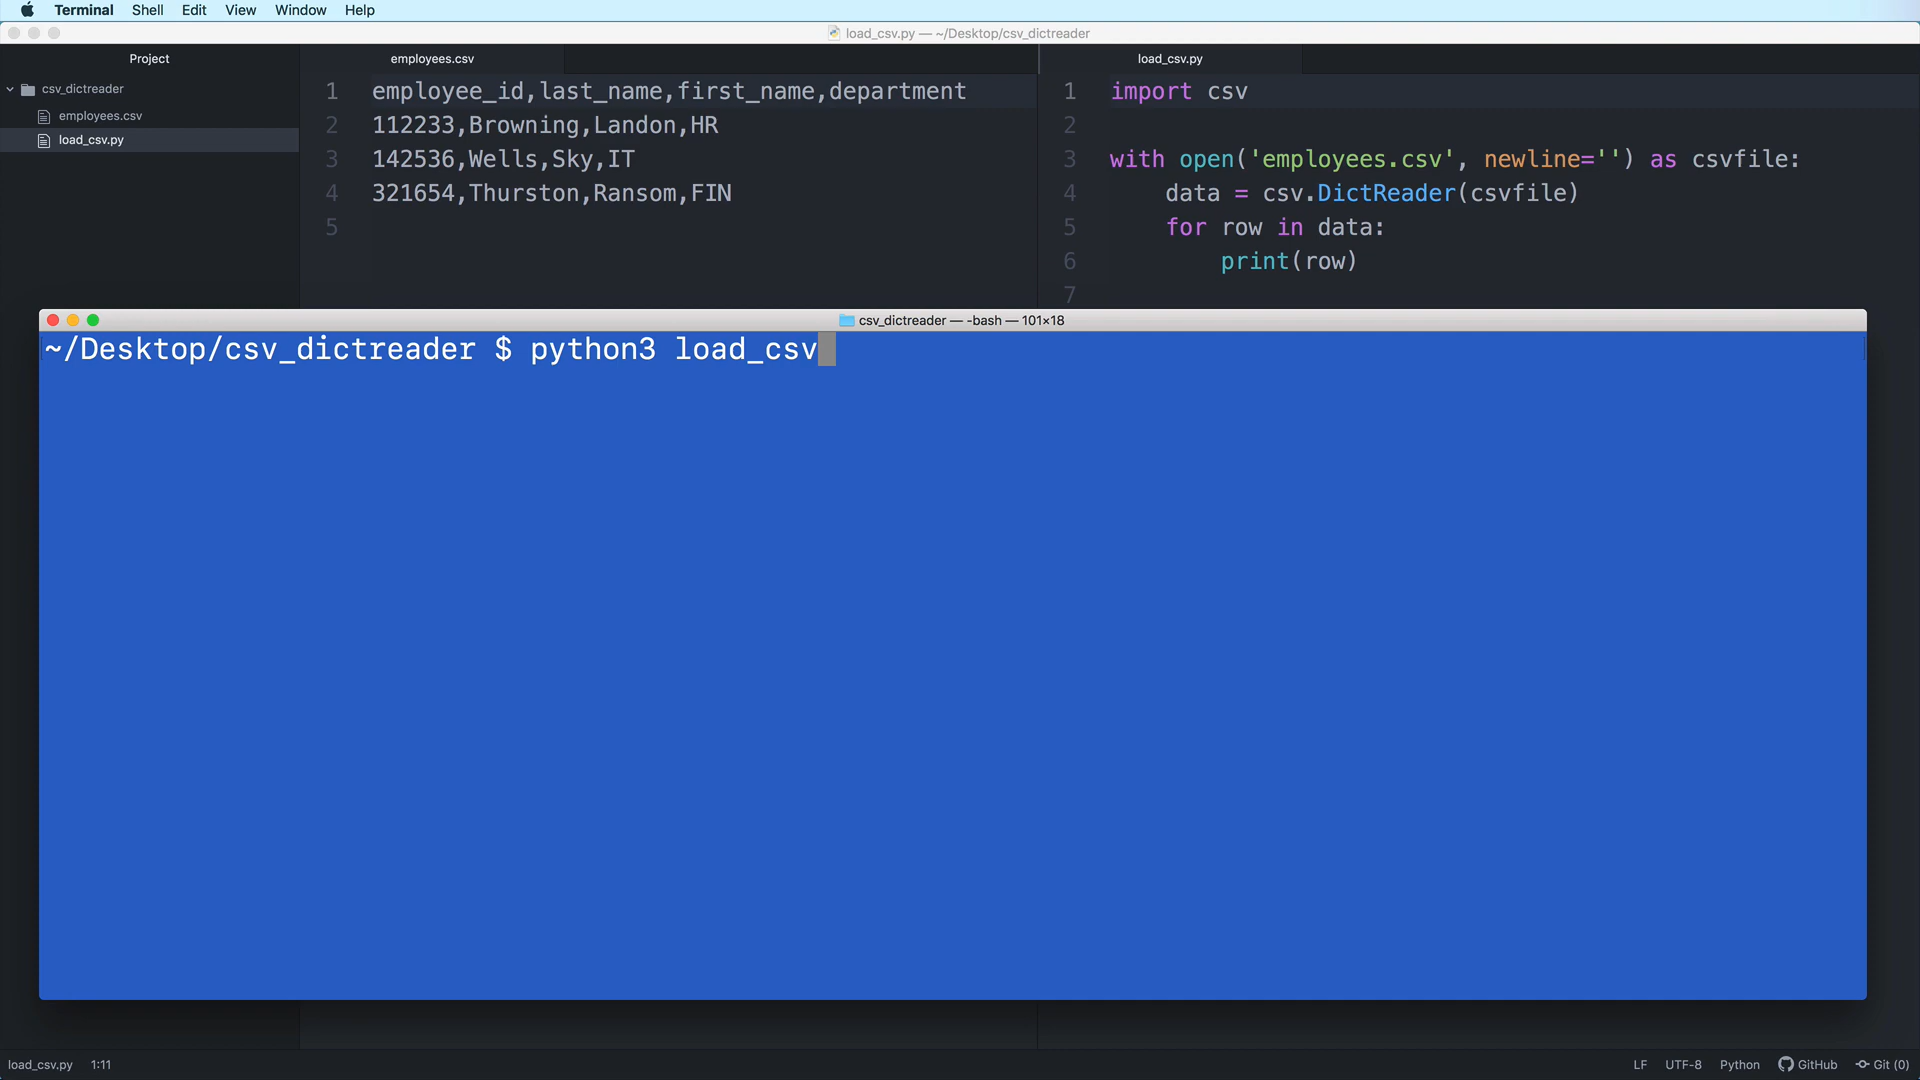 Terminal Shell Edit View Window Help
load_csv.py — ~/Desktop/csv_dictreader
Project
csv_dictreader
employees.csv
load_csv.py
employees.csv
1 employee_id,last_name,first_name,department
2 112233,Browning,Landon,HR
3 142536,Wells,Sky,IT
4 321654,Thurston,Ransom,FIN
5
load_csv.py
1 import csv
2
3 with open('employees.csv', newline='') as csvfile:
4     data = csv.DictReader(csvfile)
5     for row in data:
6         print(row)
7
csv_dictreader — -bash — 101×18
~/Desktop/csv_dictreader $ python3 load_csv
load_csv.py 1:11
LF UTF-8 Python GitHub Git (0)